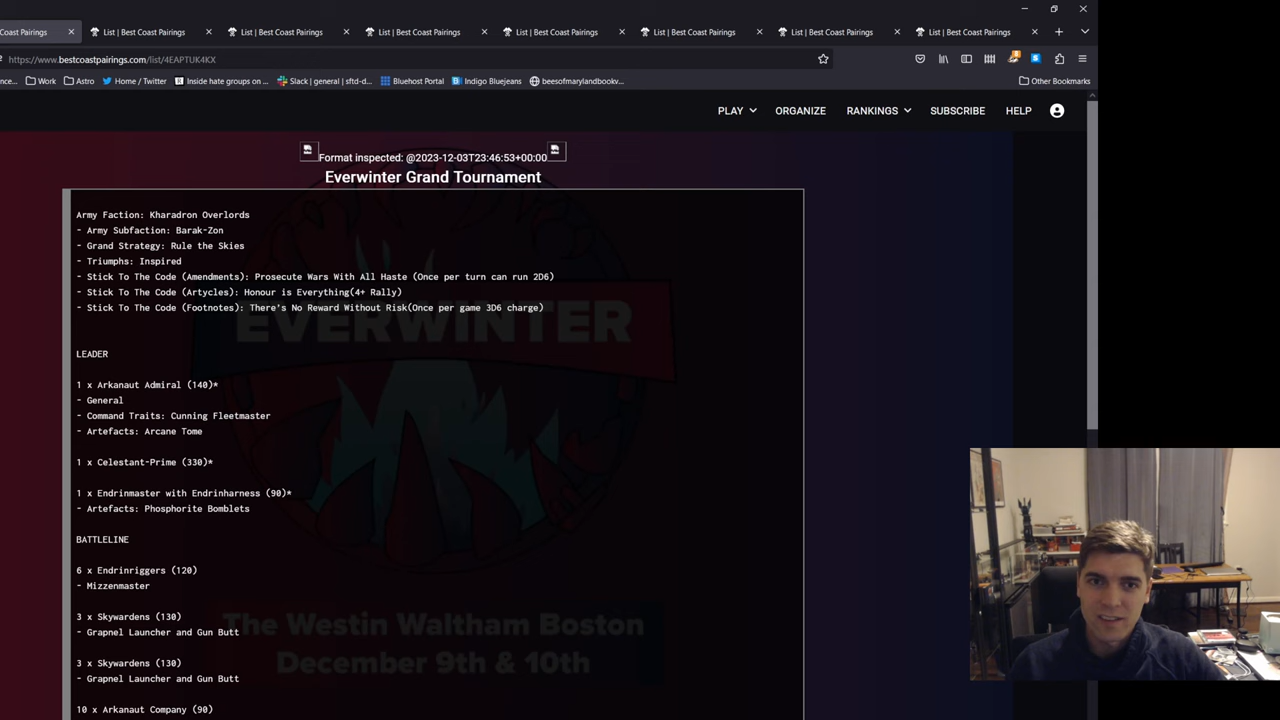 Coast Pairings
List | Best Coast Pairings
List | Best Coast Pairings
List | Best Coast Pairings
List | Best Coast Pairings
List | Best Coast Pairings
List | Best Coast Pairings
List | Best Coast Pairings
https://www.bestcoastpairings.com/list/4EAPTUK4KX
nce...
Work
Astro
Home / Twitter
Inside hate groups on ...
Slack | general | sftd-d...
Bluehost Portal
Indigo Bluejeans
beesofmarylandbookv...
Other Bookmarks
PLAY
ORGANIZE
RANKINGS
SUBSCRIBE
HELP
Format inspected: @2023-12-03T23:46:53+00:00
Everwinter Grand Tournament
Army Faction: Kharadron Overlords
- Army Subfaction: Barak-Zon
- Grand Strategy: Rule the Skies
- Triumphs: Inspired
- Stick To The Code (Amendments): Prosecute Wars With All Haste (Once per turn can run 2D6)
- Stick To The Code (Artycles): Honour is Everything(4+ Rally)
- Stick To The Code (Footnotes): There's No Reward Without Risk(Once per game 3D6 charge)
EVERWINTER
LEADER
1 x Arkanaut Admiral (140)*
- General
- Command Traits: Cunning Fleetmaster
- Artefacts: Arcane Tome
1 x Celestant-Prime (330)*
1 x Endrinmaster with Endrinharness (90)*
- Artefacts: Phosphorite Bomblets
BATTLELINE
6 x Endrinriggers (120)
- Mizzenmaster
3 x Skywardens (130)
- Grapnel Launcher and Gun Butt
The Westin Waltham Boston
December 9th & 10th
3 x Skywardens (130)
- Grapnel Launcher and Gun Butt
10 x Arkanaut Company (90)